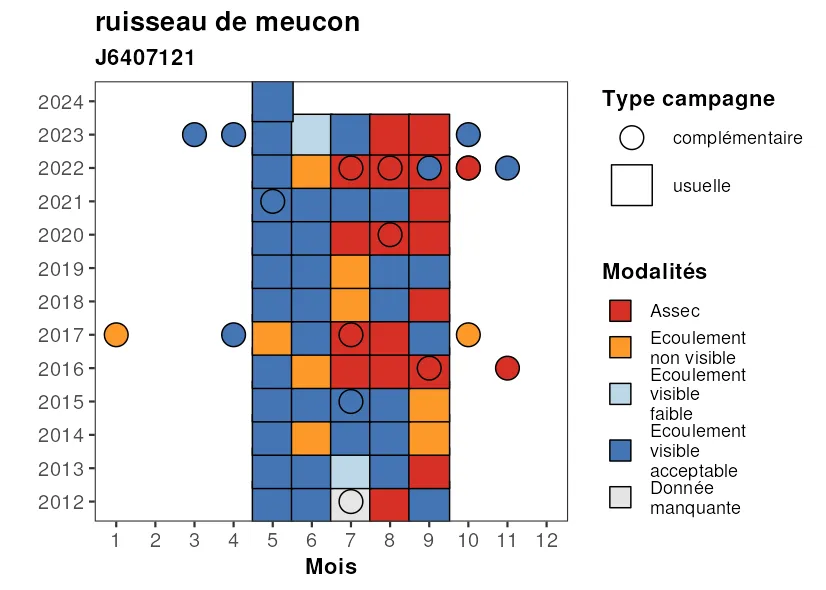 ruisseau de meucon
J6407121
2024
2023
2022
2021
2020
2019
2018
2017
2016
2015
2014
2013
2012
1 2 3 4 5 6 7 8 9 10 11 12
Mois
Type campagne
complémentaire
usuelle
Modalités
Assec
Ecoulement
non visible
Ecoulement
visible
faible
Ecoulement
visible
acceptable
Donnée
manquante